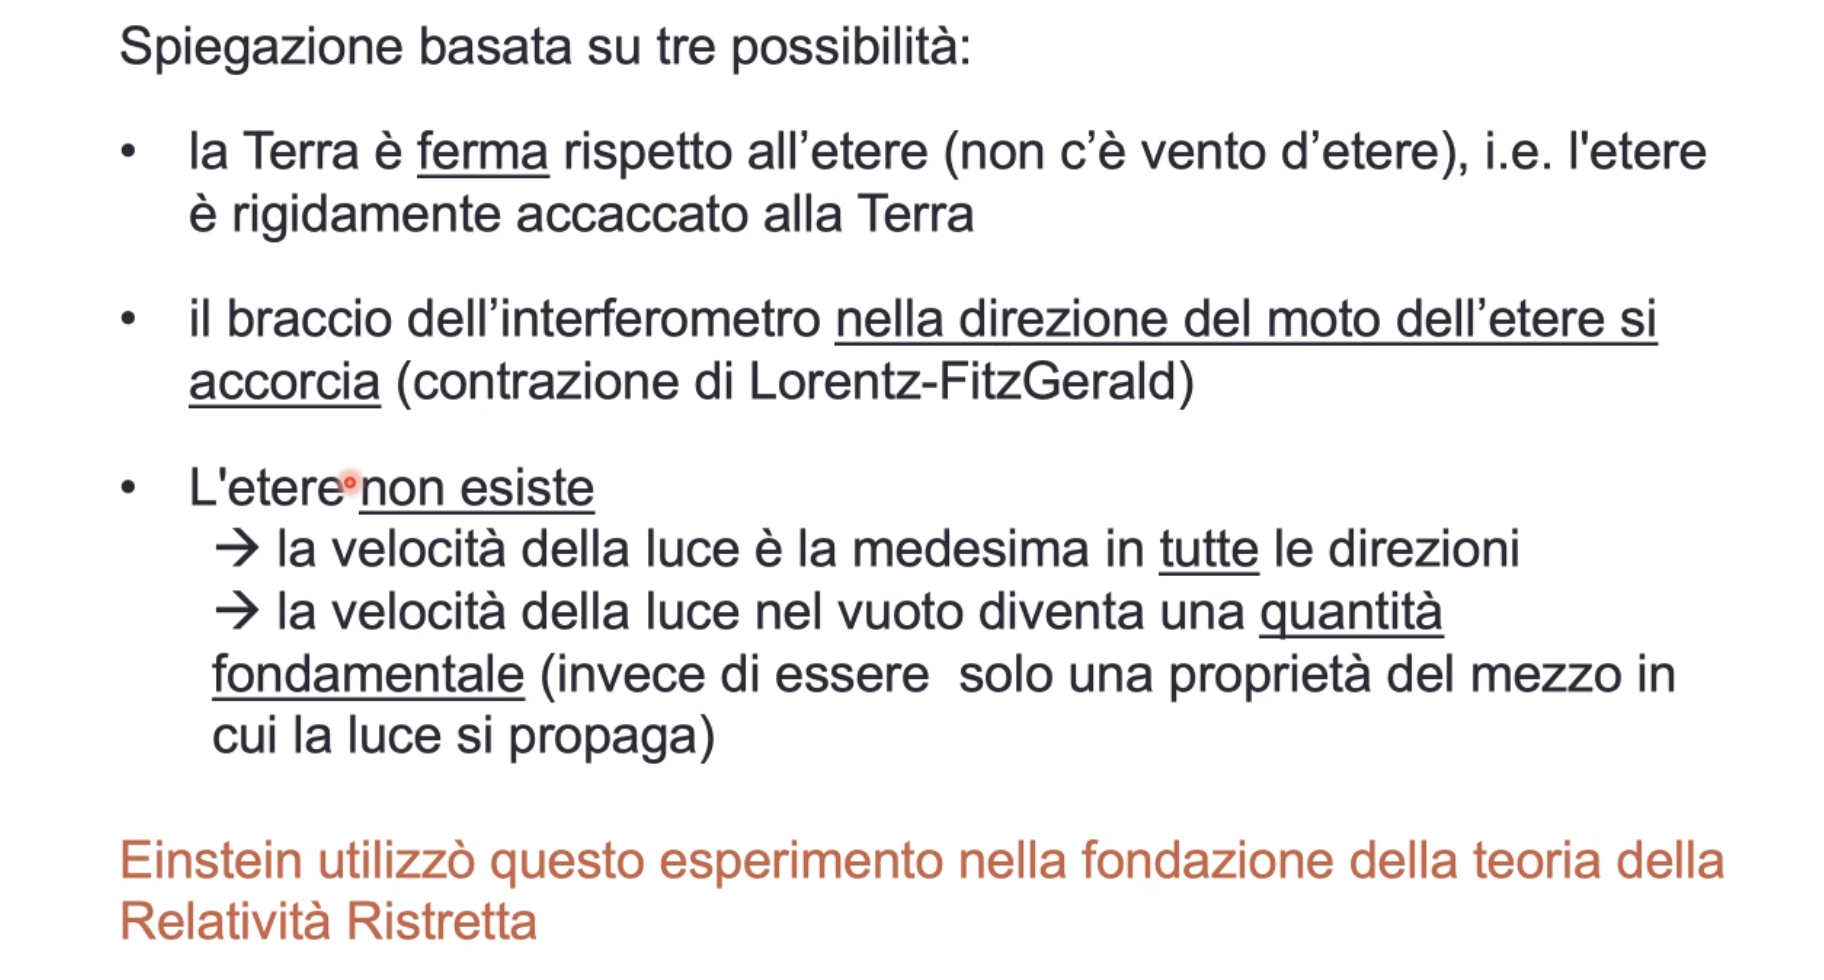 Spiegazione basata su tre possibilità:
• la Terra è ferma rispetto all’etere (non c’è vento d’etere), i.e. l'etere
è rigidamente accaccato alla Terra
• il braccio dell’interferometro nella direzione del moto dell’etere si
accorcia (contrazione di Lorentz-FitzGerald)
• L'etere non esiste
→ la velocità della luce è la medesima in tutte le direzioni
→ la velocità della luce nel vuoto diventa una quantità
fondamentale (invece di essere  solo una proprietà del mezzo in
cui la luce si propaga)
Einstein utilizzò questo esperimento nella fondazione della teoria della
Relatività Ristretta